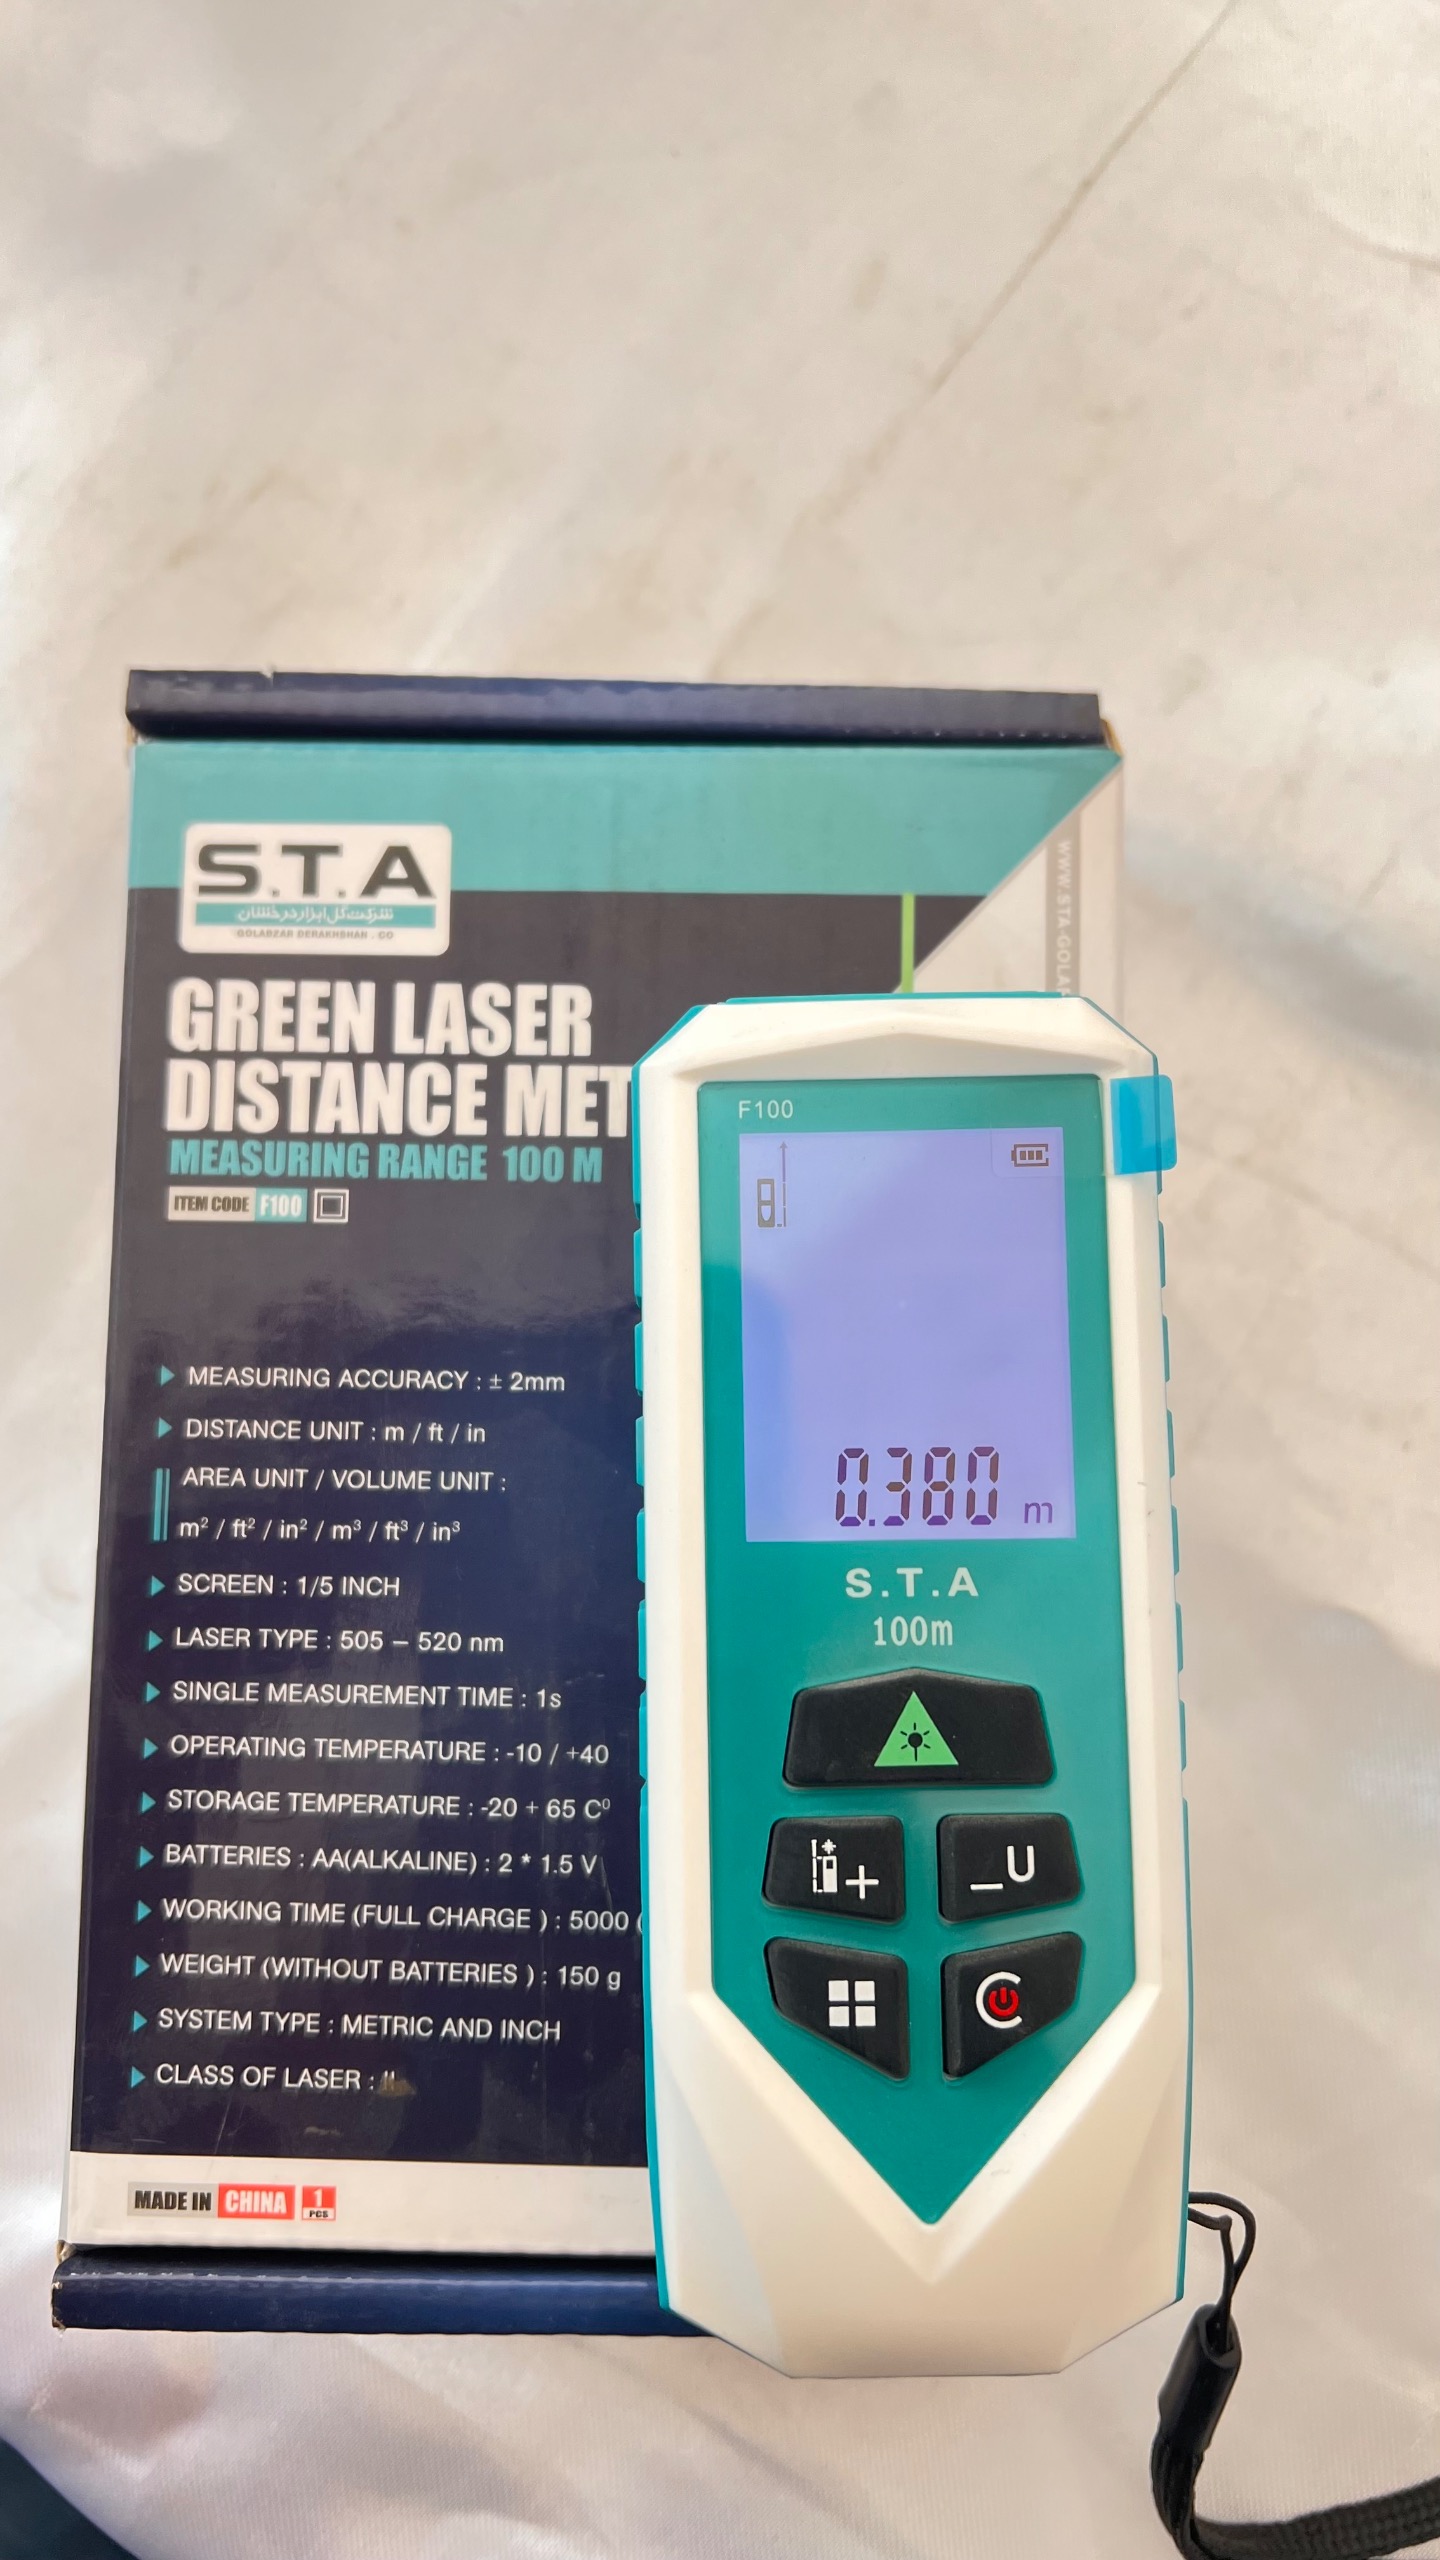 S.T.A
شرکت گل ابزار درخشان
GOLABZAR DERAKHSHAN . CO
GREEN LASER
DISTANCE MET
MEASURING RANGE 100 M
ITEM CODE F100
MEASURING ACCURACY : ± 2mm
DISTANCE UNIT : m / ft / in
AREA UNIT / VOLUME UNIT :
m² / ft² / in² / m³ / ft³ / in³
SCREEN : 1/5 INCH
LASER TYPE : 505 – 520 nm
SINGLE MEASUREMENT TIME : 1s
OPERATING TEMPERATURE : -10 / +40
STORAGE TEMPERATURE : -20 + 65 C⁰
BATTERIES : AA(ALKALINE) : 2 * 1.5 V
WORKING TIME (FULL CHARGE ) : 5000 (
WEIGHT (WITHOUT BATTERIES ) : 150 g
SYSTEM TYPE : METRIC AND INCH
CLASS OF LASER : II
MADE IN CHINA 1 PCS
WWW.STA-GOLAB
F100
0.380 m
S.T.A
100m
_U